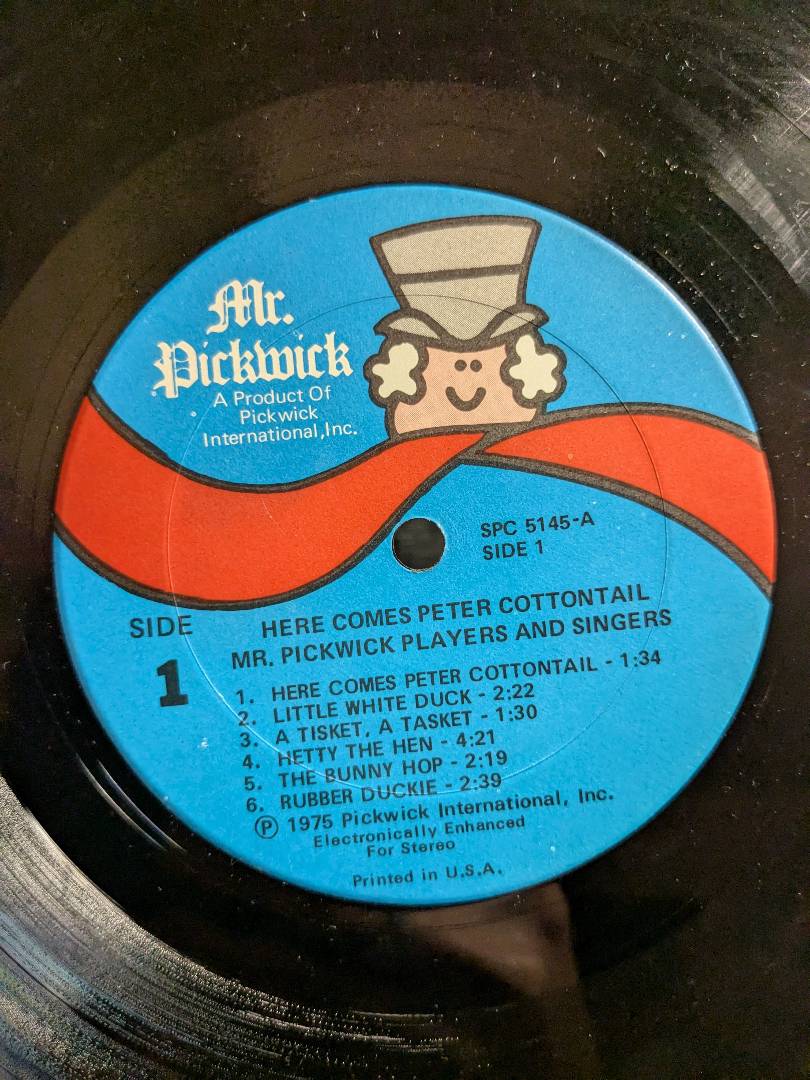 Mr.
Pickwick
A Product Of
Pickwick
International, Inc.
SPC 5145-A
SIDE 1
SIDE
1
HERE COMES PETER COTTONTAIL
MR. PICKWICK PLAYERS AND SINGERS
1. HERE COMES PETER COTTONTAIL - 1:34
2. LITTLE WHITE DUCK - 2:22
3. A TISKET, A TASKET - 1:30
4. HETTY THE HEN - 4:21
5. THE BUNNY HOP - 2:19
6. RUBBER DUCKIE - 2:39
Ⓟ 1975 Pickwick International, Inc.
Electronically Enhanced
For Stereo
Printed in U.S.A.